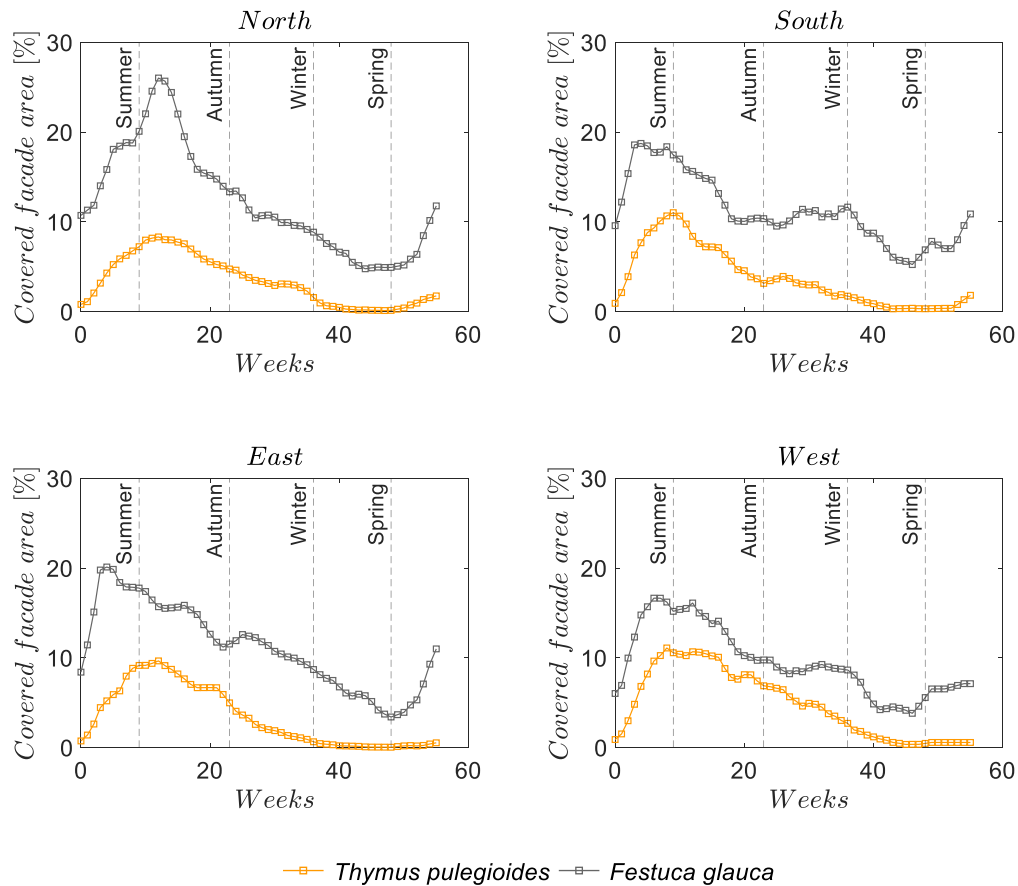 North
South
Covered facade area [%]
30
20
10
0
Summer
Autumn
Winter
Spring
0 20 40 60
Weeks
Covered facade area [%]
30
20
10
0
Summer
Autumn
Winter
Spring
0 20 40 60
Weeks
East
West
Covered facade area [%]
30
20
10
0
Summer
Autumn
Winter
Spring
0 20 40 60
Weeks
Covered facade area [%]
30
20
10
0
Summer
Autumn
Winter
Spring
0 20 40 60
Weeks
Thymus pulegioides Festuca glauca